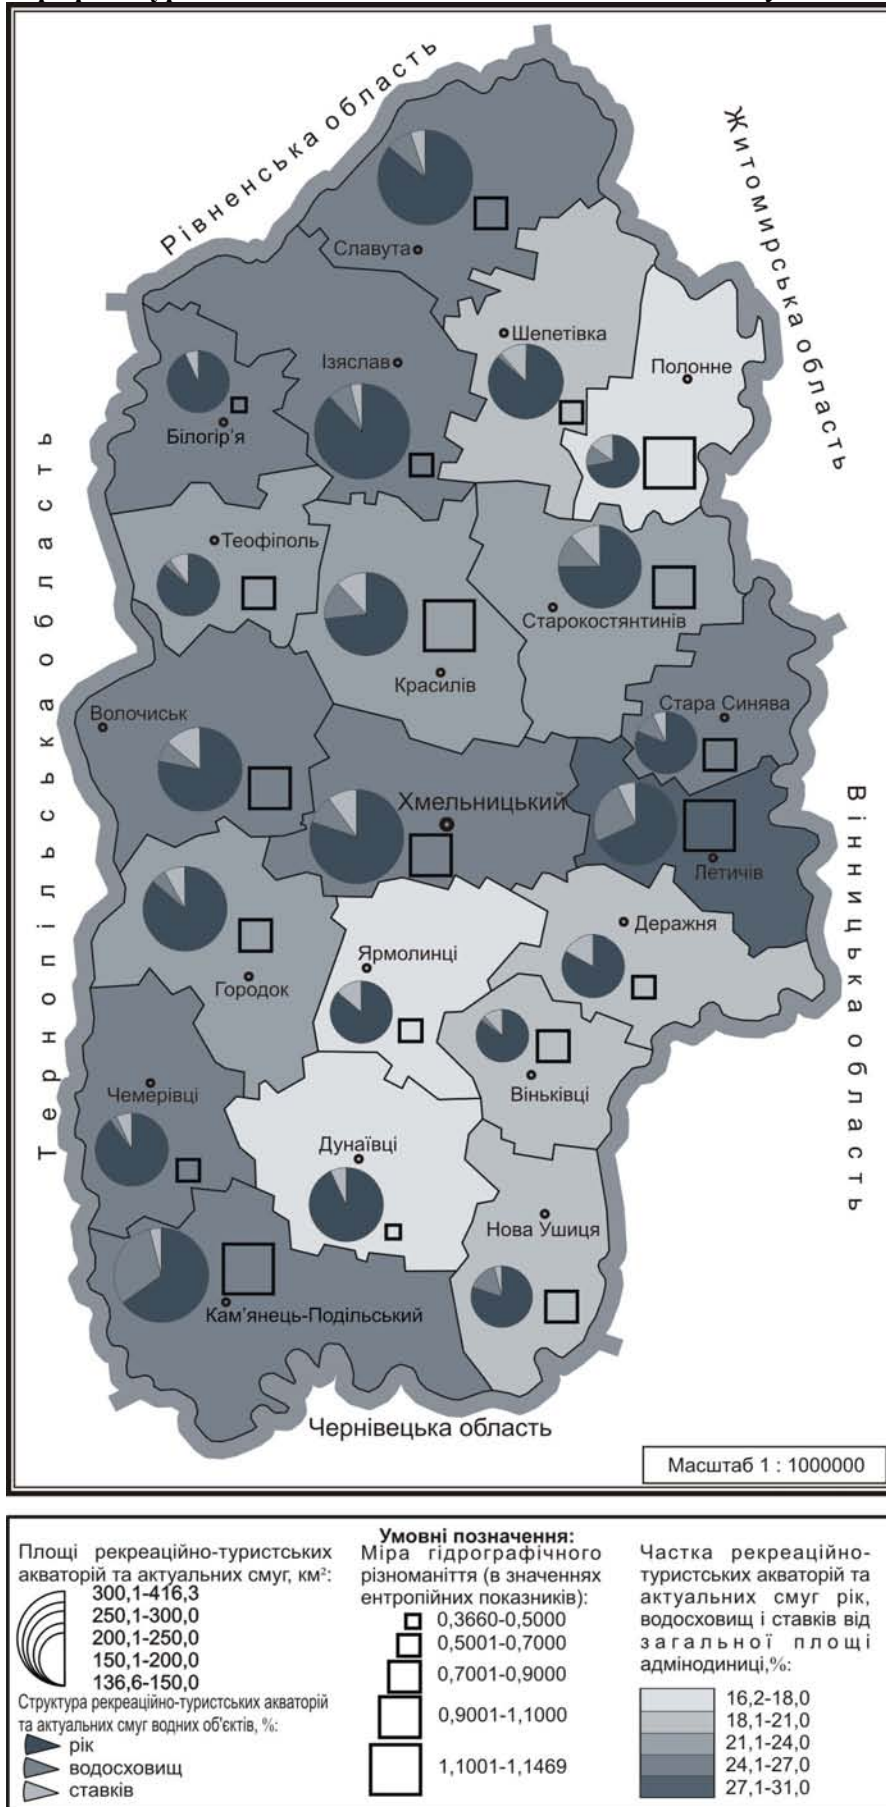 Рівненська область
Житомирська область
Славута
Шепетівка
Полонне
Ізяслав
Білогір'я
Тернопільська область
Теофіполь
Старокостянтинів
Красилів
Стара Синява
Волочиськ
Хмельницький
Летичів
Вінницька область
Деражня
Ярмолинці
Городок
Віньківці
Чемерівці
Дунаївці
Нова Ушиця
Кам'янець-Подільський
Чернівецька область
Масштаб 1 : 1000000
Умовні позначення:
Площі рекреаційно-туристських
акваторій та актуальних смуг, км²:
300,1-416,3
250,1-300,0
200,1-250,0
150,1-200,0
136,6-150,0
Структура рекреаційно-туристських акваторій
та актуальних смуг водних об'єктів, %:
рік
водосховищ
ставків
Міра гідрографічного
різноманіття (в значеннях
ентропійних показників):
0,3660-0,5000
0,5001-0,7000
0,7001-0,9000
0,9001-1,1000
1,1001-1,1469
Частка рекреаційно-
туристських акваторій та
актуальних смуг рік,
водосховищ і ставків від
загальної площі
адмінодиниці,%:
16,2-18,0
18,1-21,0
21,1-24,0
24,1-27,0
27,1-31,0